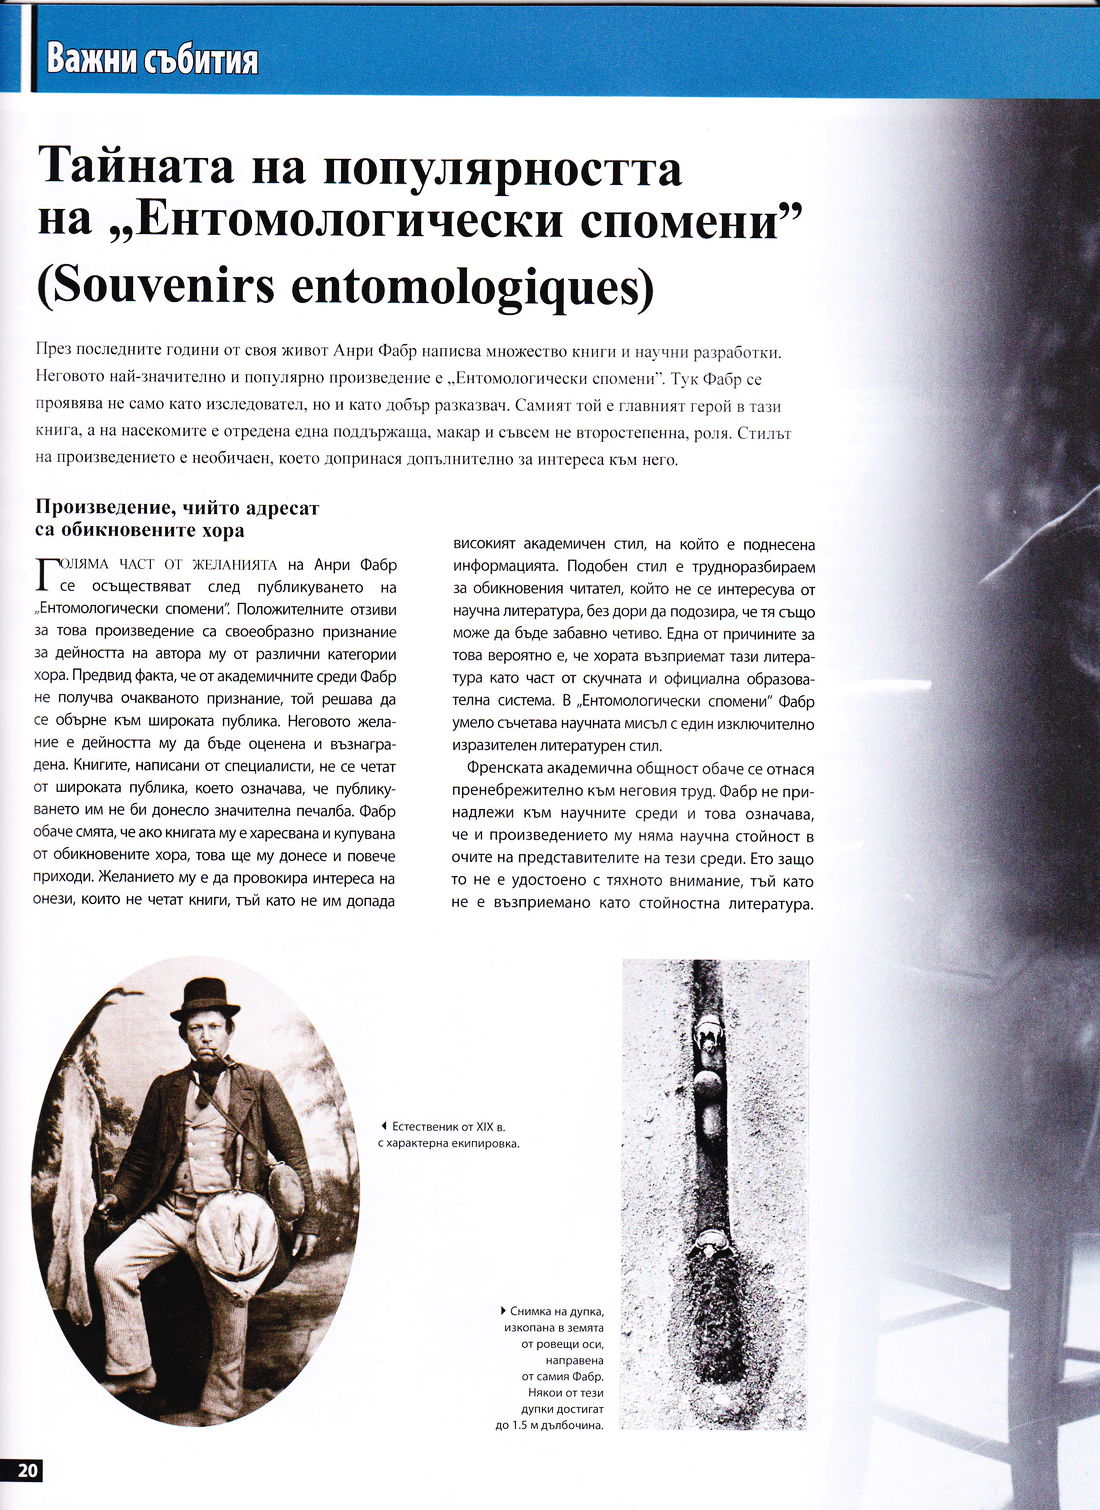 Важни събития
Тайната на популярността
на „Ентомологически спомени”
(Souvenirs entomologiques)
През последните години от своя живот Анри Фабр написва множество книги и научни разработки.
Неговото най-значително и популярно произведение е „Ентомологически спомени”. Тук Фабр се
проявява не само като изследовател, но и като добър разказвач. Самият той е главният герой в тази
книга, а на насекомите е отредена една поддържаща, макар и съвсем не второстепенна, роля. Стилът
на произведението е необичаен, което допринася допълнително за интереса към него.
Произведение, чийто адресат
са обикновените хора
ГОЛЯМА ЧАСТ ОТ ЖЕЛАНИЯТА на Анри Фабр
се осъществяват след публикуването на
„Ентомологически спомени”. Положителните отзиви
за това произведение са своеобразно признание
за дейността на автора му от различни категории
хора. Предвид факта, че от академичните среди Фабр
не получва очакваното признание, той решава да
се обърне към широката публика. Неговото жела-
ние е дейността му да бъде оценена и възнагра-
дена. Книгите, написани от специалисти, не се четат
от широката публика, което означава, че публику-
ването им не би донесло значителна печалба. Фабр
обаче смята, че ако книгата му е харесвана и купувана
от обикновените хора, това ще му донесе и повече
приходи. Желанието му е да провокира интереса на
онези, които не четат книги, тъй като не им допада
високият академичен стил, на който е поднесена
информацията. Подобен стил е трудноразбираем
за обикновения читател, който не се интересува от
научна литература, без дори да подозира, че тя също
може да бъде забавно четиво. Една от причините за
това вероятно е, че хората възприемат тази литера-
тура като част от скучната и официална образова-
телна система. В „Ентомологически спомени” Фабр
умело съчетава научната мисъл с един изключително
изразителен литературен стил.
Френската академична общност обаче се отнася
пренебрежително към неговия труд. Фабр не при-
надлежи към научните среди и това означава,
че и произведението му няма научна стойност в
очите на представителите на тези среди. Ето защо
то не е удостоено с тяхното внимание, тъй като
не е възприемано като стойностна литература.
Естественик от XIX в.
с характерна екипировка.
Снимка на дупка,
изкопана в земята
от ровещи оси,
направена
от самия Фабр.
Някои от тези
дупки достигат
до 1.5 м дълбочина.
20